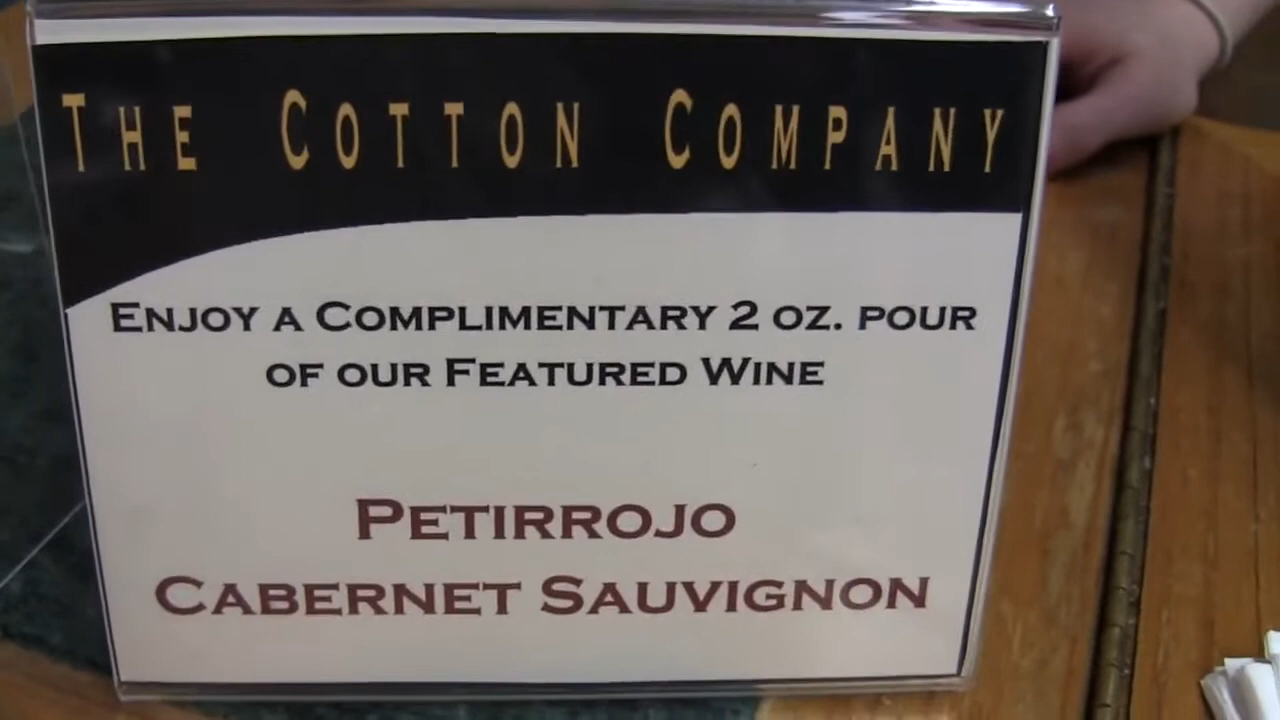 THE COTTON COMPANY
ENJOY A COMPLIMENTARY 2 OZ. POUR
OF OUR FEATURED WINE
PETIRROJO
CABERNET SAUVIGNON